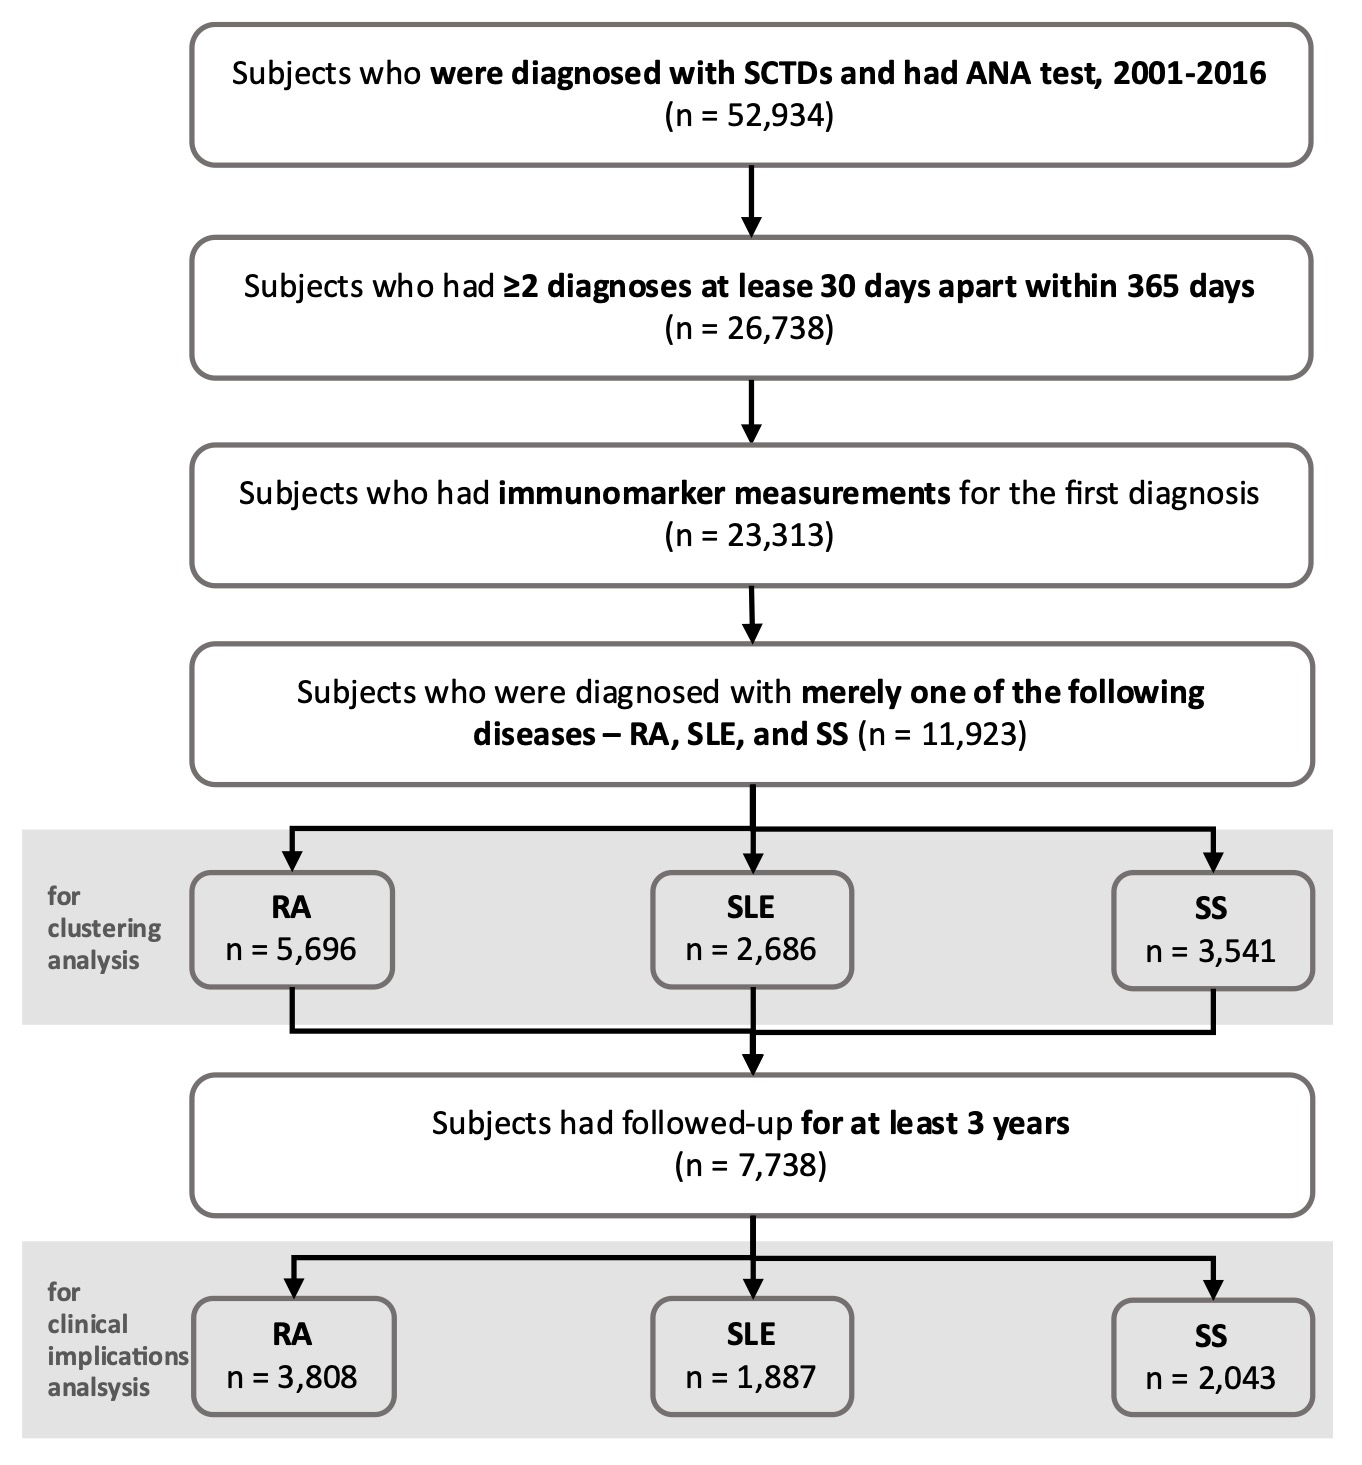 Subjects who were diagnosed with SCTDs and had ANA test, 2001-2016
(n = 52,934)
Subjects who had ≥2 diagnoses at lease 30 days apart within 365 days
(n = 26,738)
Subjects who had immunomarker measurements for the first diagnosis
(n = 23,313)
Subjects who were diagnosed with merely one of the following
diseases – RA, SLE, and SS (n = 11,923)
for
clustering
analysis
RA
n = 5,696
SLE
n = 2,686
SS
n = 3,541
Subjects had followed-up for at least 3 years
(n = 7,738)
for
clinical
implications
analsysis
RA
n = 3,808
SLE
n = 1,887
SS
n = 2,043